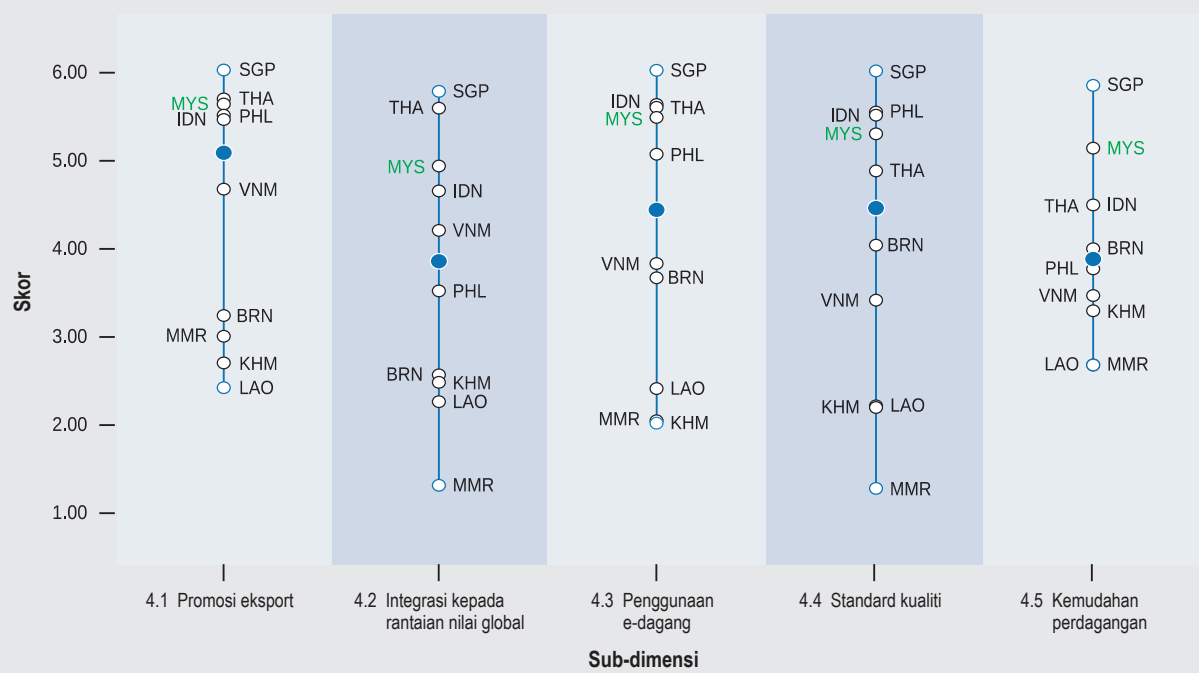 Skor
6.00
5.00
4.00
3.00
2.00
1.00
SGP
THA
MYS
PHL
IDN
VNM
BRN
MMR
KHM
LAO
SGP
THA
MYS
IDN
VNM
PHL
BRN
KHM
LAO
MMR
SGP
IDN
THA
MYS
PHL
VNM
BRN
LAO
MMR
KHM
SGP
PHL
IDN
MYS
THA
BRN
VNM
KHM
LAO
MMR
SGP
MYS
THA
IDN
BRN
PHL
VNM
KHM
LAO
MMR
4.1 Promosi eksport
4.2 Integrasi kepada
rantaian nilai global
4.3 Penggunaan
e-dagang
4.4 Standard kualiti
4.5 Kemudahan
perdagangan
Sub-dimensi